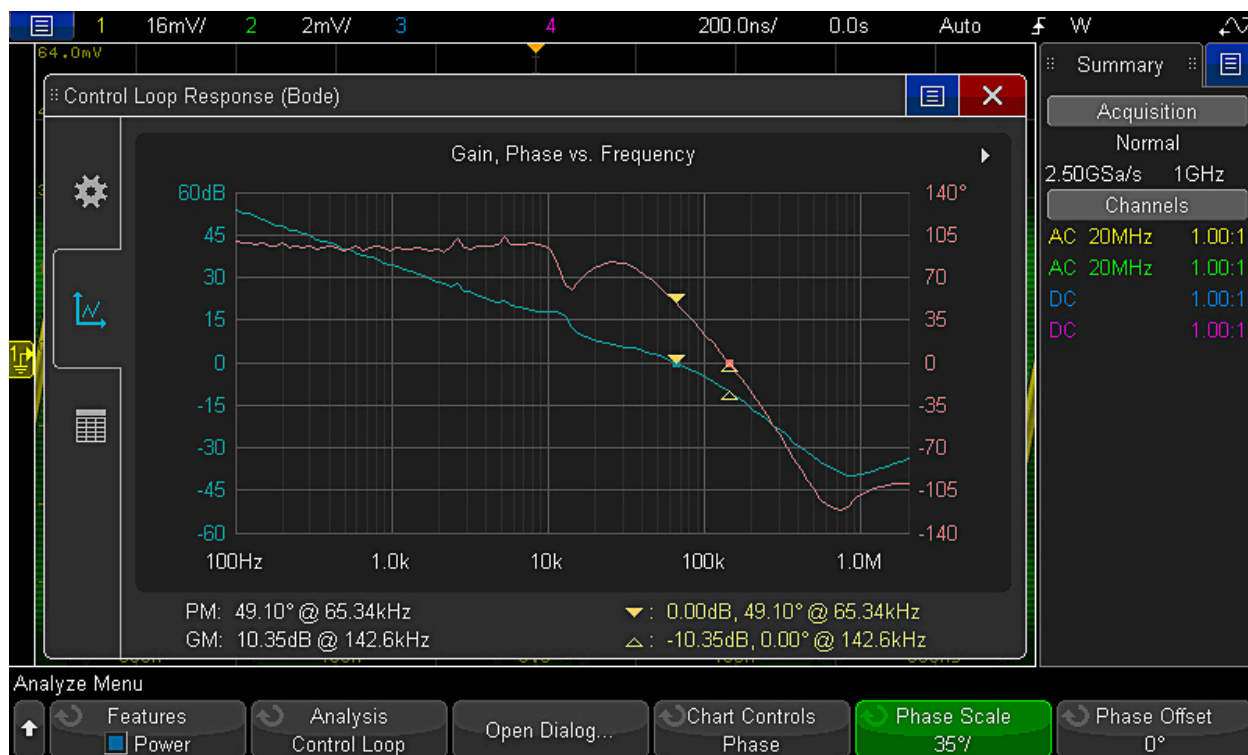 1 16mV/ 2 2mV/ 3 4 200.0ns/ 0.0s Auto W
64.0mV
Summary
Acquisition
Normal
2.50GSa/s 1GHz
Channels
AC 20MHz 1.00:1
AC 20MHz 1.00:1
DC 1.00:1
DC 1.00:1
Control Loop Response (Bode)
Gain, Phase vs. Frequency
60dB 140°
45 105
30 70
15 35
0 0
-15 -35
-30 -70
-45 -105
-60 -140
100Hz 1.0k 10k 100k 1.0M
PM: 49.10° @ 65.34kHz
GM: 10.35dB @ 142.6kHz
: 0.00dB, 49.10° @ 65.34kHz
: -10.35dB, 0.00° @ 142.6kHz
1
Analyze Menu
Features
Power
Analysis
Control Loop
Open Dialog...
Chart Controls
Phase
Phase Scale
35°/
Phase Offset
0°